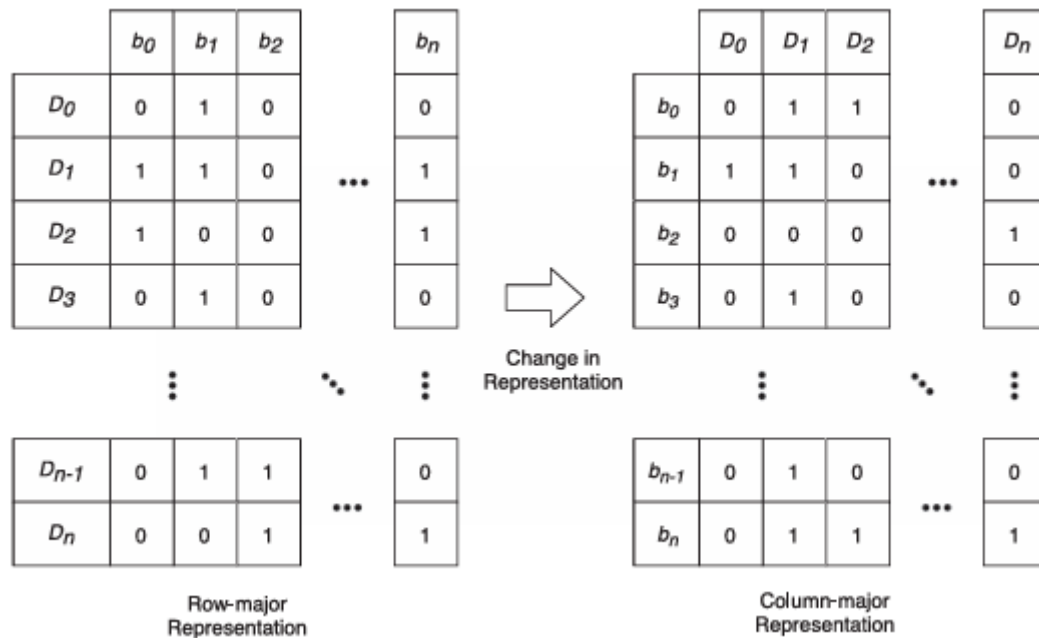 b0 b1 b2 bn D0 D1 D2 Dn
D0 0 1 0 0 b0 0 1 1 0
D1 1 1 0 ... 1 b1 1 1 0 ... 0
D2 1 0 0 1 b2 0 0 0 1
D3 0 1 0 0 b3 0 1 0 0
Change in
Representation
Dn-1 0 1 1 0 bn-1 0 1 0 0
Dn 0 0 1 ... 1 bn 0 1 1 ... 1
Row-major
Representation
Column-major
Representation